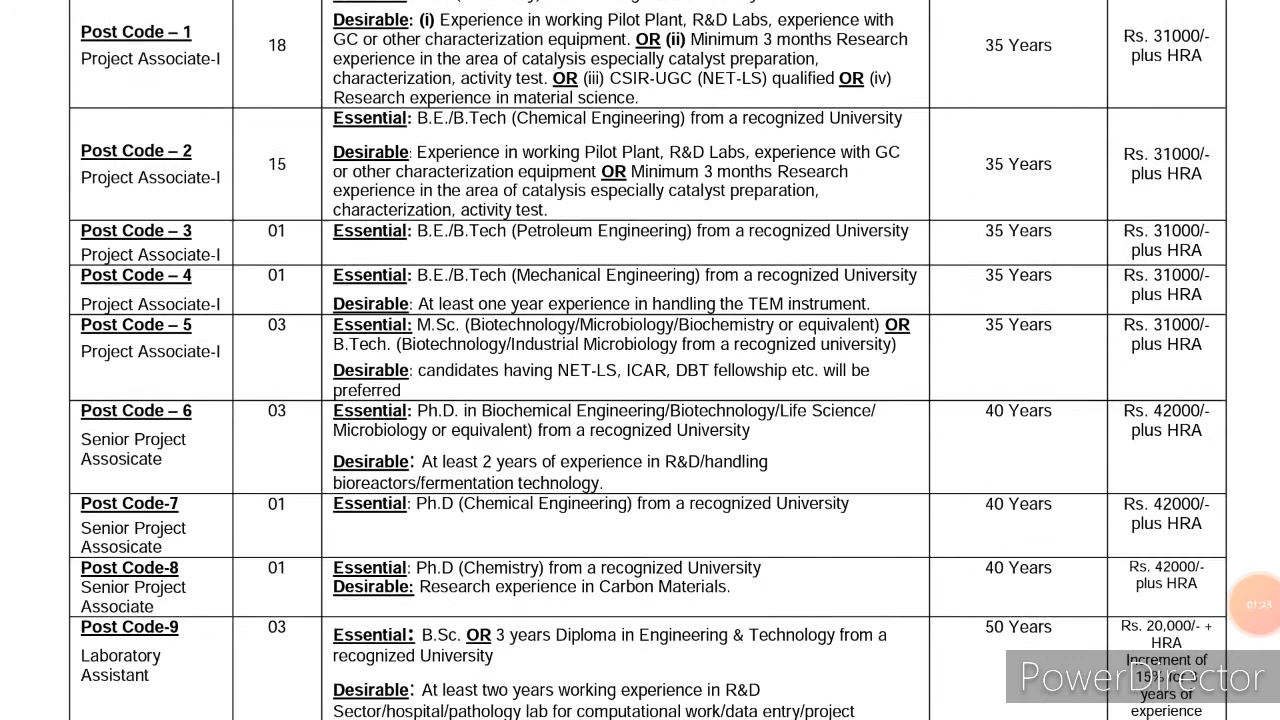 Post Code – 1
Project Associate-I
18
Desirable: (i) Experience in working Pilot Plant, R&D Labs, experience with
GC or other characterization equipment. OR (ii) Minimum 3 months Research
experience in the area of catalysis especially catalyst preparation,
characterization, activity test. OR (iii) CSIR-UGC (NET-LS) qualified OR (iv)
Research experience in material science.
35 Years
Rs. 31000/-
plus HRA
Post Code – 2
Project Associate-I
15
Essential: B.E./B.Tech (Chemical Engineering) from a recognized University
Desirable: Experience in working Pilot Plant, R&D Labs, experience with GC
or other characterization equipment OR Minimum 3 months Research
experience in the area of catalysis especially catalyst preparation,
characterization, activity test.
35 Years
Rs. 31000/-
plus HRA
Post Code – 3
Project Associate-I
01
Essential: B.E./B.Tech (Petroleum Engineering) from a recognized University
35 Years
Rs. 31000/-
plus HRA
Post Code – 4
Project Associate-I
01
Essential: B.E./B.Tech (Mechanical Engineering) from a recognized University
Desirable: At least one year experience in handling the TEM instrument.
35 Years
Rs. 31000/-
plus HRA
Post Code – 5
Project Associate-I
03
Essential: M.Sc. (Biotechnology/Microbiology/Biochemistry or equivalent) OR
B.Tech. (Biotechnology/Industrial Microbiology from a recognized university)
Desirable: candidates having NET-LS, ICAR, DBT fellowship etc. will be
preferred
35 Years
Rs. 31000/-
plus HRA
Post Code – 6
Senior Project
Assosicate
03
Essential: Ph.D. in Biochemical Engineering/Biotechnology/Life Science/
Microbiology or equivalent) from a recognized University
Desirable: At least 2 years of experience in R&D/handling
bioreactors/fermentation technology.
40 Years
Rs. 42000/-
plus HRA
Post Code-7
Senior Project
Assosicate
01
Essential: Ph.D (Chemical Engineering) from a recognized University
40 Years
Rs. 42000/-
plus HRA
Post Code-8
Senior Project
Associate
01
Essential: Ph.D (Chemistry) from a recognized University
Desirable: Research experience in Carbon Materials.
40 Years
Rs. 42000/-
plus HRA
Post Code-9
Laboratory
Assistant
03
Essential: B.Sc. OR 3 years Diploma in Engineering & Technology from a
recognized University
Desirable: At least two years working experience in R&D
Sector/hospital/pathology lab for computational work/data entry/project
50 Years
Rs. 20,000/- +
HRA
Increment of
15%
years of
experience
01:23
PowerDirector